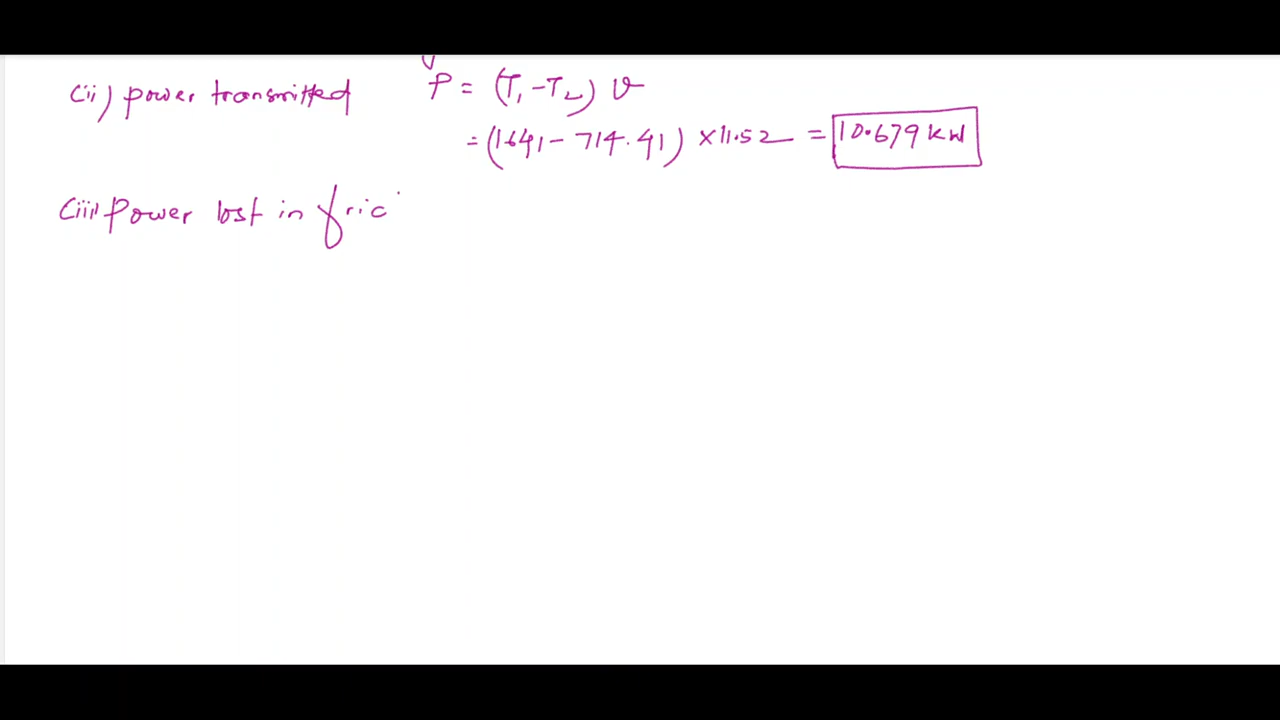 (ii) power transmitted P = (T₁ - T₂) v
= (1641 - 714.41) × 11.52 = 10.679 kW
(iii) Power lost in fric